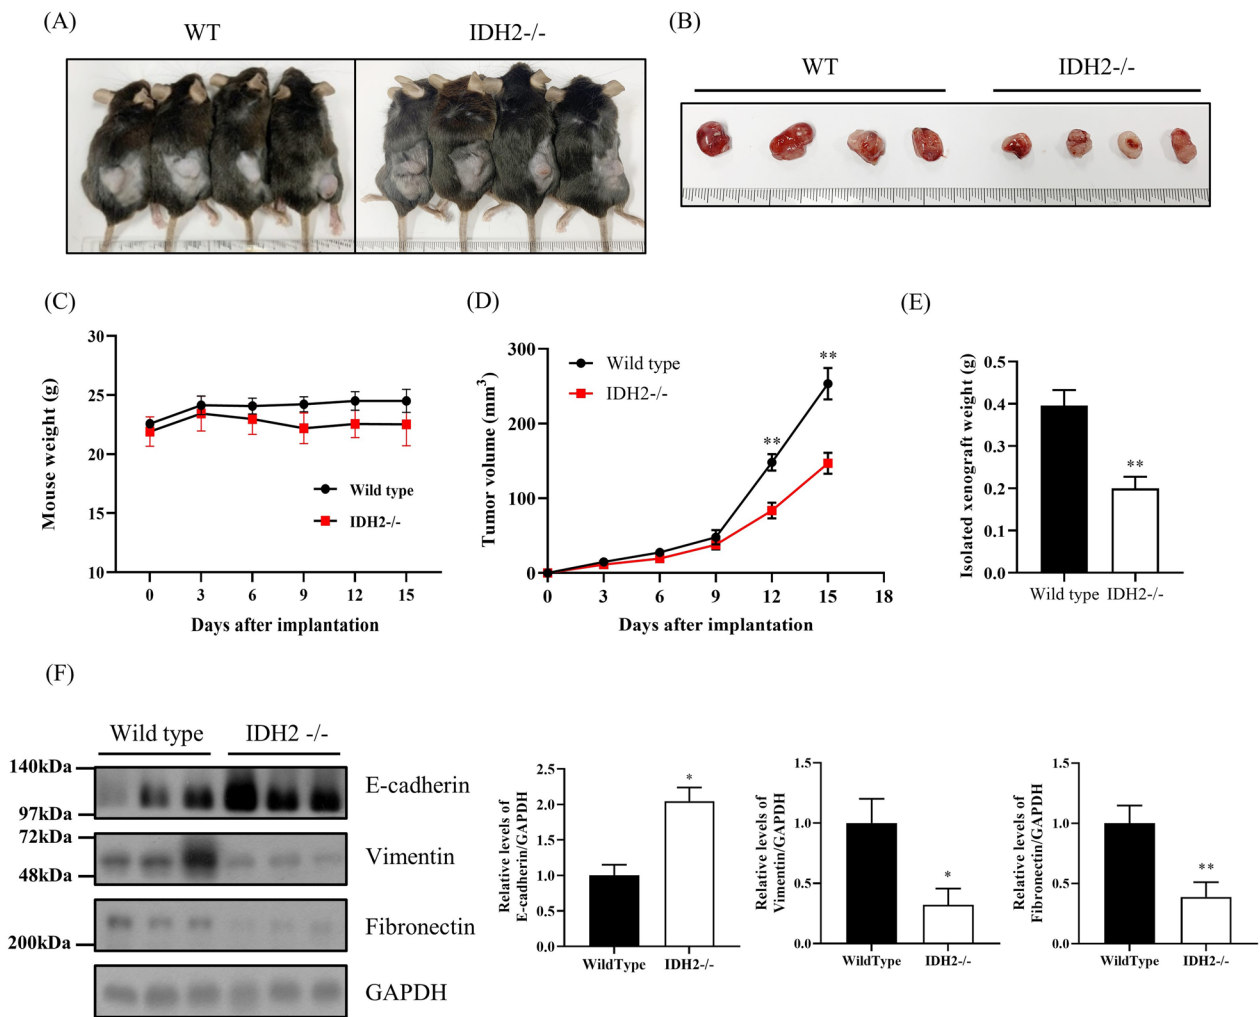 (A)
WT
IDH2-/-
(B)
WT
IDH2-/-
(C)
30
25
20
15
10
Mouse weight (g)
Wild type
IDH2-/-
0 3 6 9 12 15
Days after implantation
(D)
300
200
100
0
Tumor volume (mm³)
Wild type
IDH2-/-
**
**
0 3 6 9 12 15 18
Days after implantation
(E)
0.5
0.4
0.3
0.2
0.1
0.0
Isolated xenograft weight (g)
**
Wild type IDH2-/-
(F)
Wild type IDH2 -/-
140kDa
97kDa
E-cadherin
72kDa
48kDa
Vimentin
200kDa
Fibronectin
GAPDH
2.5
2.0
1.5
1.0
0.5
0.0
Relative levels of
E-cadherin/GAPDH
*
WildType IDH2-/-
1.5
1.0
0.5
0.0
Relative levels of
Vimentin/GAPDH
*
WildType IDH2-/-
1.5
1.0
0.5
0.0
Relative levels of
Fibronectin/GAPDH
**
WildType IDH2-/-